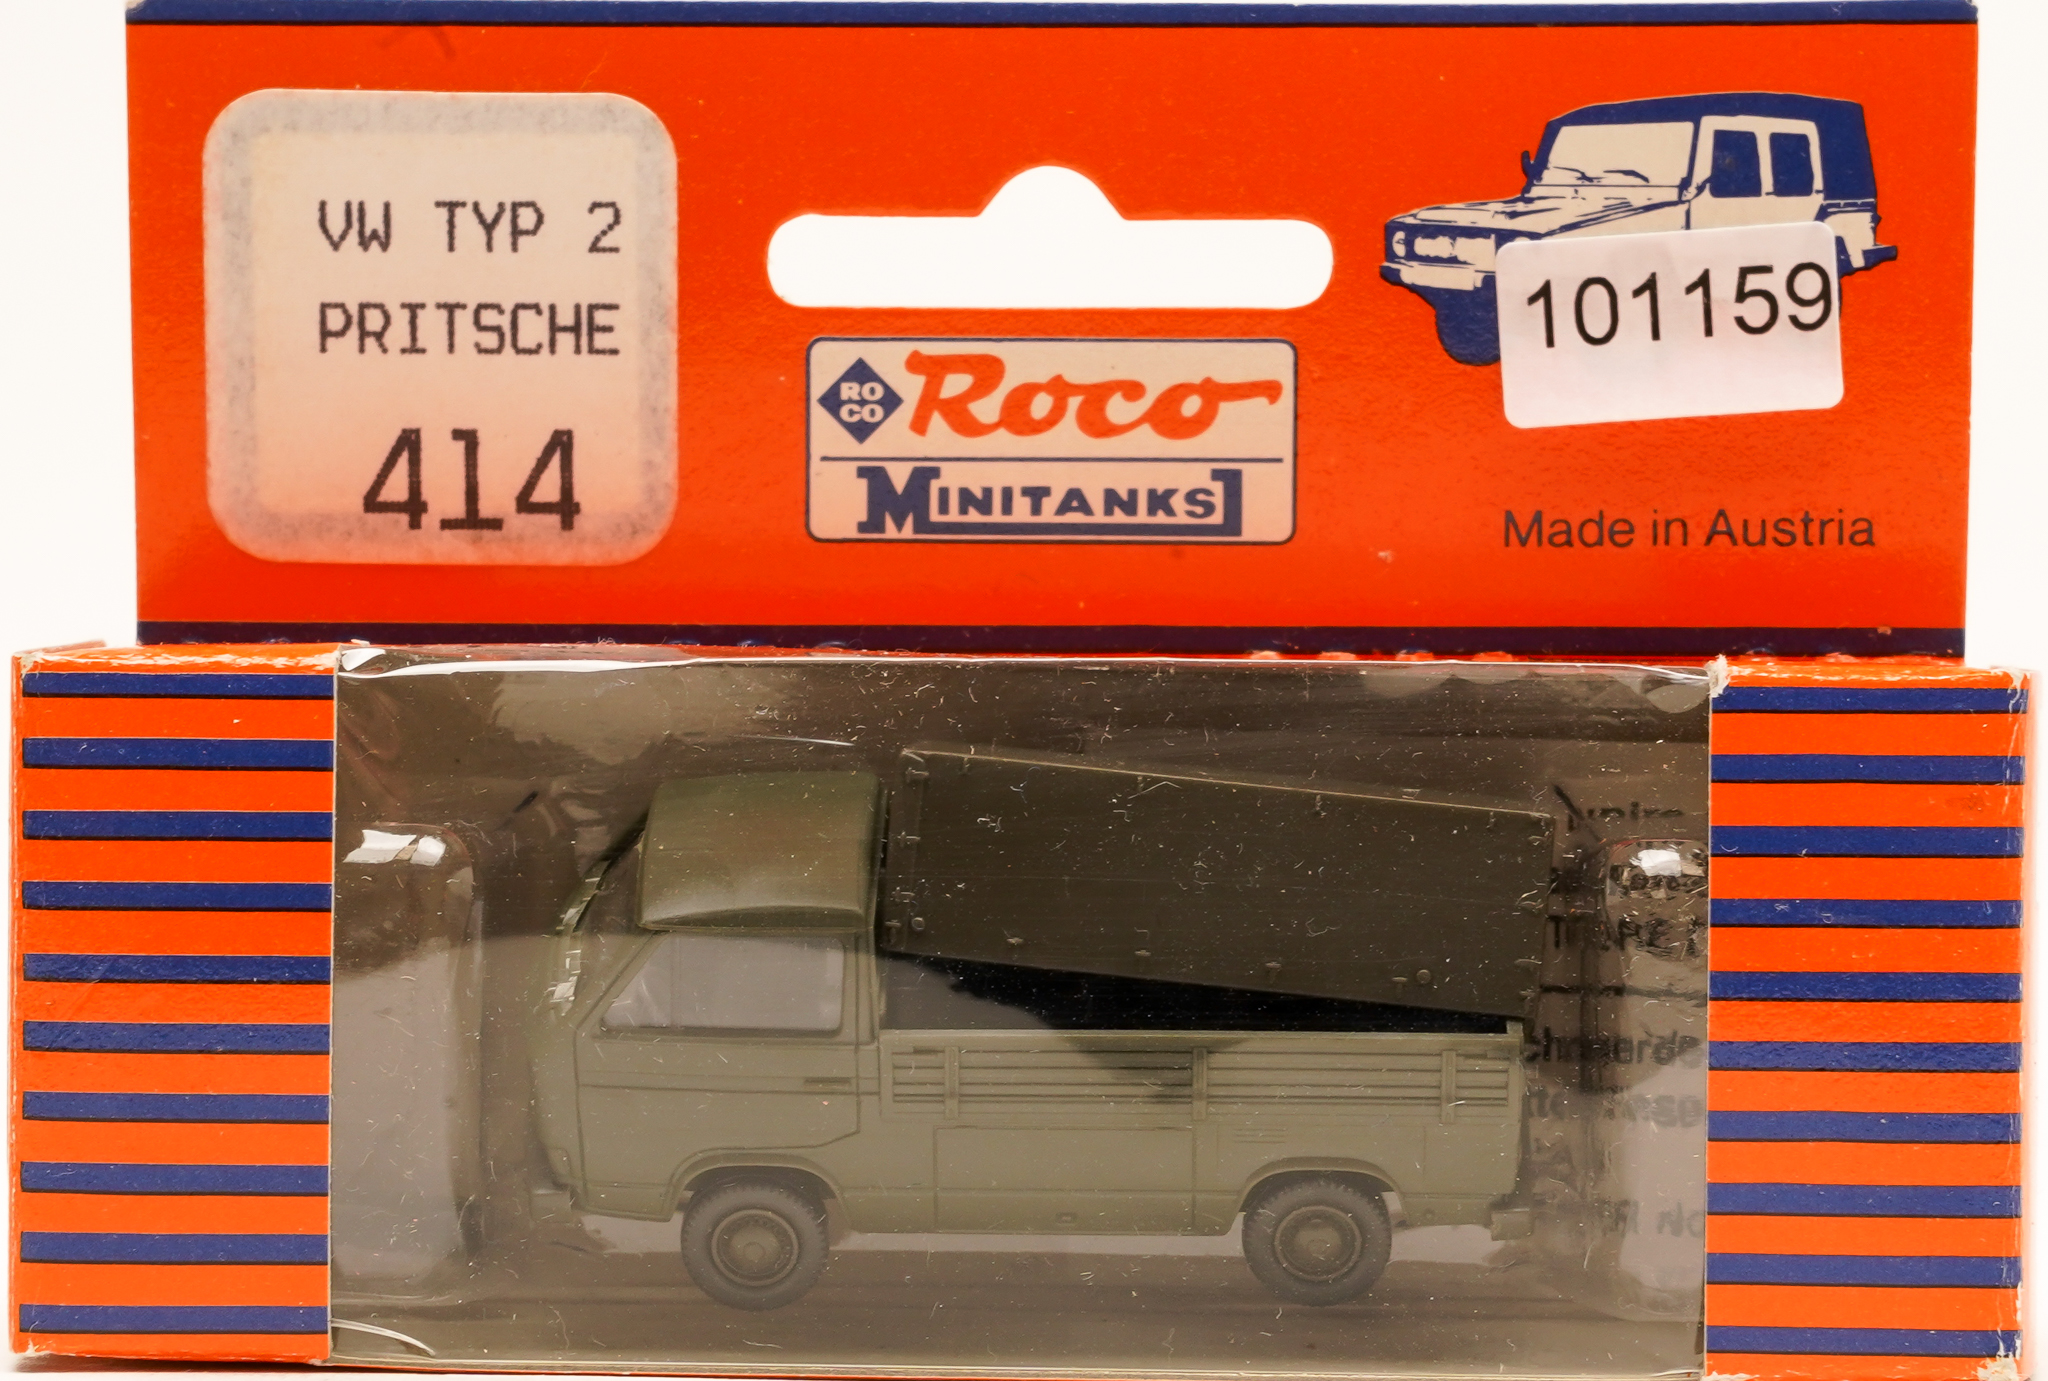 VW TYP 2
PRITSCHE
414
RO
CO
Roco
MINITANKS
101159
Made in Austria